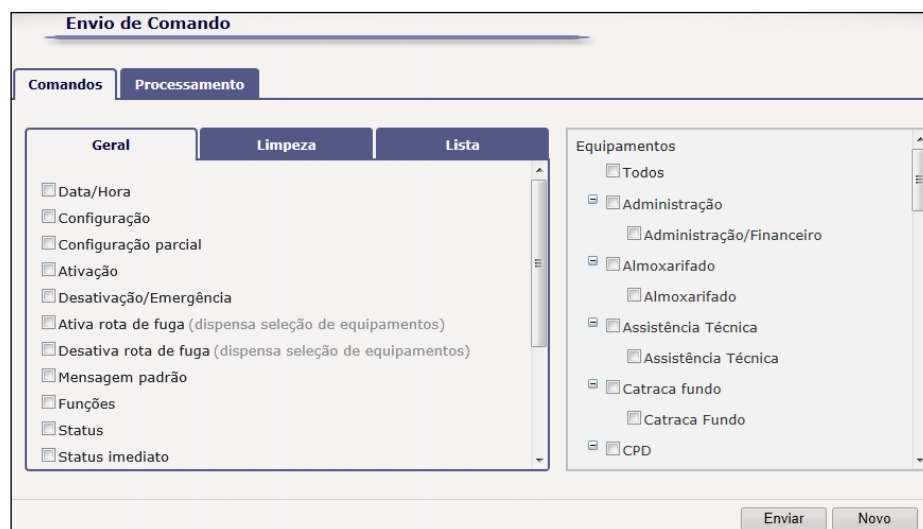 Envio de Comando
Comandos
Processamento
Geral
Limpeza
Lista
Data/Hora
Configuração
Configuração parcial
Ativação
Desativação/Emergência
Ativa rota de fuga (dispensa seleção de equipamentos)
Desativa rota de fuga (dispensa seleção de equipamentos)
Mensagem padrão
Funções
Status
Status imediato
Equipamentos
Todos
Administração
Administração/Financeiro
Almoxarifado
Almoxarifado
Assistência Técnica
Assistência Técnica
Catraca fundo
Catraca Fundo
CPD
Enviar
Novo